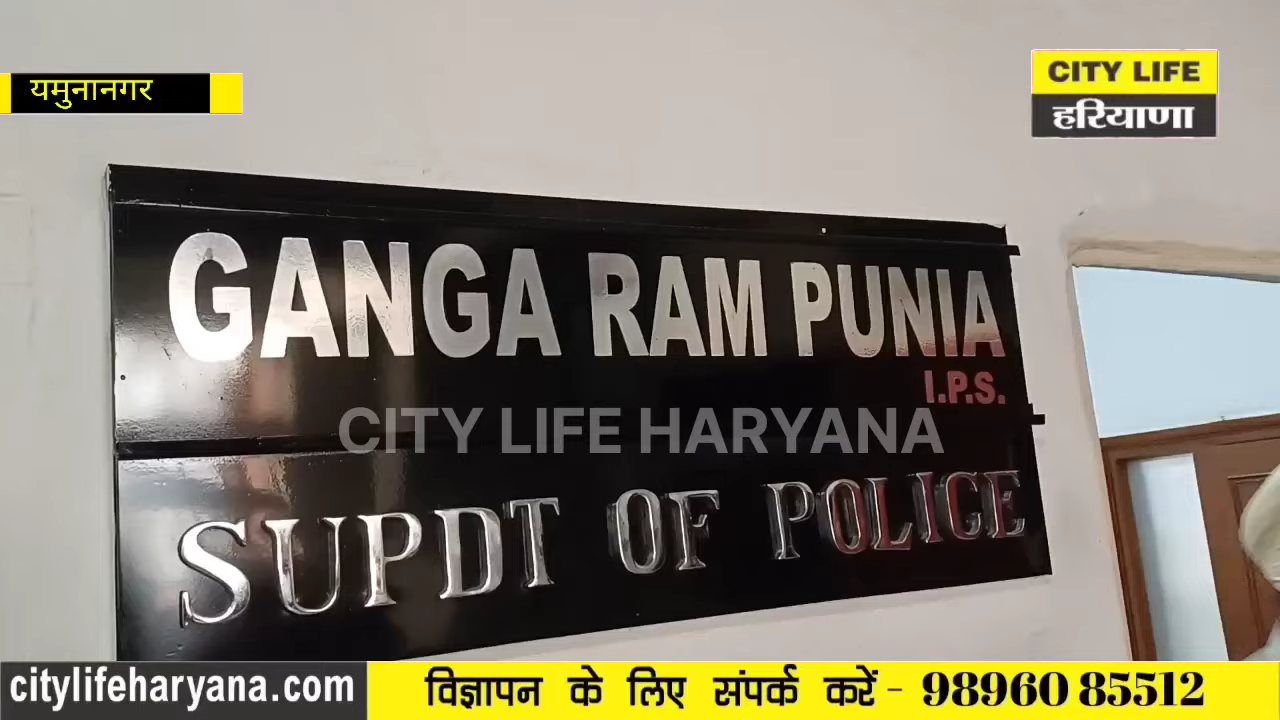 यमुनानगर
CITY LIFE
हरियाणा
GANGA RAM PUNIA
I.P.S.
CITY LIFE HARYANA
SUPDT OF POLICE
citylifeharyana.com
विज्ञापन के लिए संपर्क करें - 98960 85512